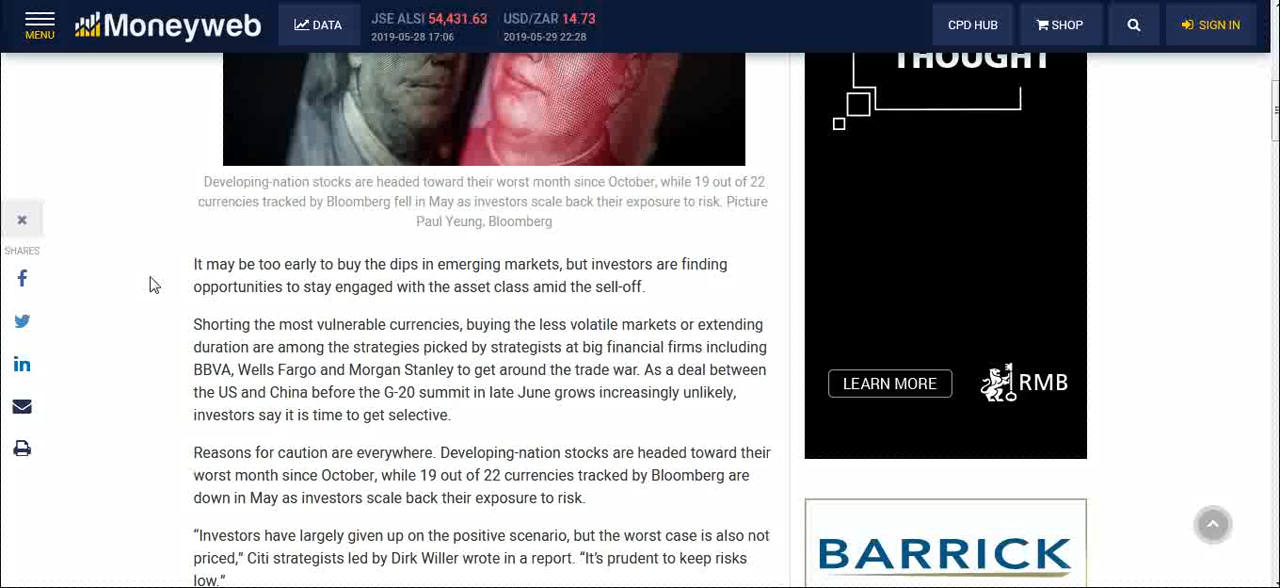 MENU
Moneyweb
DATA
JSE ALSI 54,431.63
2019-05-28 17:06
USD/ZAR 14.73
2019-05-29 22:28
CPD HUB
SHOP
SIGN IN
THOUGHT
Developing-nation stocks are headed toward their worst month since October, while 19 out of 22
currencies tracked by Bloomberg fell in May as investors scale back their exposure to risk. Picture
Paul Yeung, Bloomberg
SHARES
It may be too early to buy the dips in emerging markets, but investors are finding
opportunities to stay engaged with the asset class amid the sell-off.
Shorting the most vulnerable currencies, buying the less volatile markets or extending
duration are among the strategies picked by strategists at big financial firms including
BBVA, Wells Fargo and Morgan Stanley to get around the trade war. As a deal between
the US and China before the G-20 summit in late June grows increasingly unlikely,
investors say it is time to get selective.
Reasons for caution are everywhere. Developing-nation stocks are headed toward their
worst month since October, while 19 out of 22 currencies tracked by Bloomberg are
down in May as investors scale back their exposure to risk.
“Investors have largely given up on the positive scenario, but the worst case is also not
priced,” Citi strategists led by Dirk Willer wrote in a report. “It’s prudent to keep risks
low.”
LEARN MORE
RMB
BARRICK